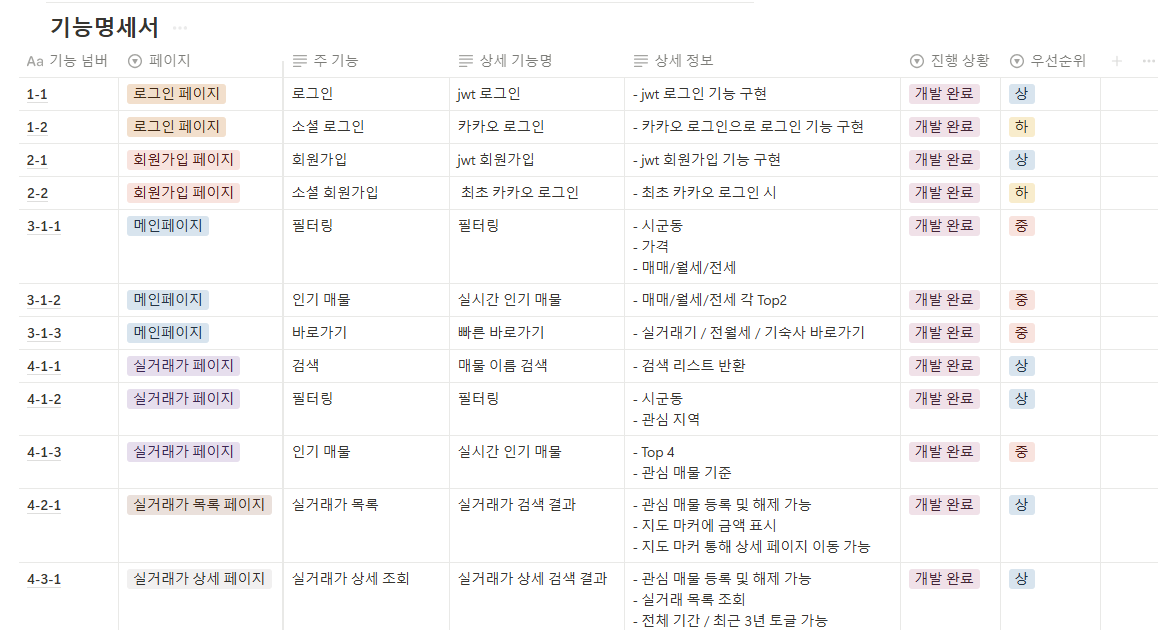 기능명세서
Aa 기능 넘버 페이지 주 기능 상세 기능명 상세 정보 진행 상황 우선순위
1-1 로그인 페이지 로그인 jwt 로그인 - jwt 로그인 기능 구현 개발 완료 상
1-2 로그인 페이지 소셜 로그인 카카오 로그인 - 카카오 로그인으로 로그인 기능 구현 개발 완료 하
2-1 회원가입 페이지 회원가입 jwt 회원가입 - jwt 회원가입 기능 구현 개발 완료 상
2-2 회원가입 페이지 소셜 회원가입 최초 카카오 로그인 - 최초 카카오 로그인 시 개발 완료 하
3-1-1 메인페이지 필터링 필터링 - 시군동 개발 완료 중
- 가격
- 매매/월세/전세
3-1-2 메인페이지 인기 매물 실시간 인기 매물 - 매매/월세/전세 각 Top2 개발 완료 중
3-1-3 메인페이지 바로가기 빠른 바로가기 - 실거래기 / 전월세 / 기숙사 바로가기 개발 완료 중
4-1-1 실거래가 페이지 검색 매물 이름 검색 - 검색 리스트 반환 개발 완료 상
4-1-2 실거래가 페이지 필터링 필터링 - 시군동 개발 완료 상
- 관심 지역
4-1-3 실거래가 페이지 인기 매물 실시간 인기 매물 - Top 4 개발 완료 중
- 관심 매물 기준
4-2-1 실거래가 목록 페이지 실거래가 목록 실거래가 검색 결과 - 관심 매물 등록 및 해제 가능 개발 완료 상
- 지도 마커에 금액 표시
- 지도 마커 통해 상세 페이지 이동 가능
4-3-1 실거래가 상세 페이지 실거래가 상세 조회 실거래가 상세 검색 결과 - 관심 매물 등록 및 해제 가능 개발 완료 상
- 실거래 목록 조회
- 전체 기간 / 최근 3년 토글 가능